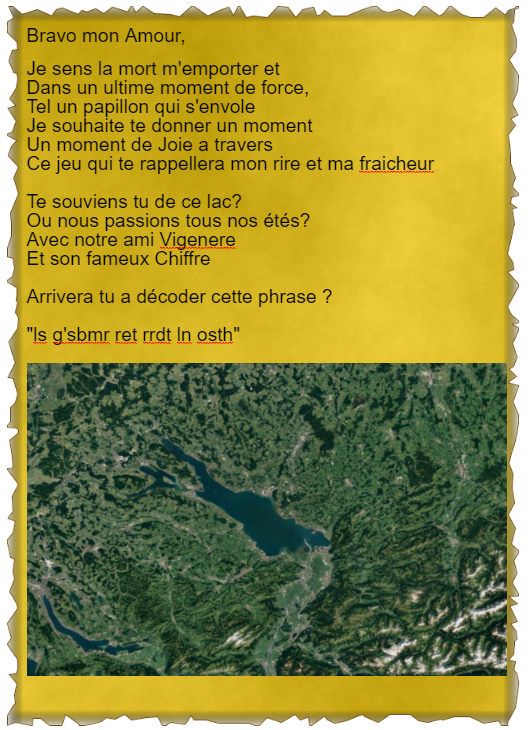 Bravo mon Amour,
Je sens la mort m'emporter et
Dans un ultime moment de force,
Tel un papillon qui s'envole
Je souhaite te donner un moment
Un moment de Joie a travers
Ce jeu qui te rappellera mon rire et ma fraicheur
Te souviens tu de ce lac?
Ou nous passions tous nos étés?
Avec notre ami Vigenere
Et son fameux Chiffre
Arrivera tu a décoder cette phrase ?
"ls g'sbmr ret rrdt ln osth"